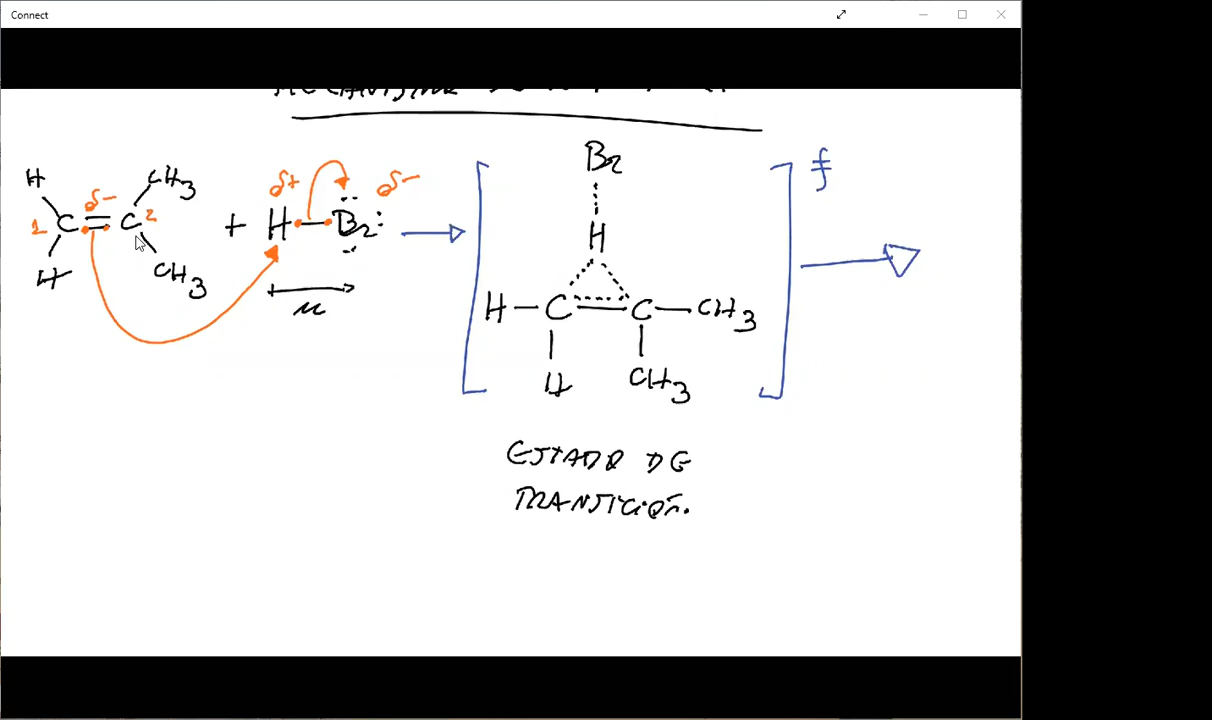 Connect
H CH3
δ- δ+ δ-
1 C=C 2 + H-Br:
H CH3
μ
Br ‡
H
H-C=C-CH3
H CH3
ESTADO DE
TRANSICIÓN.